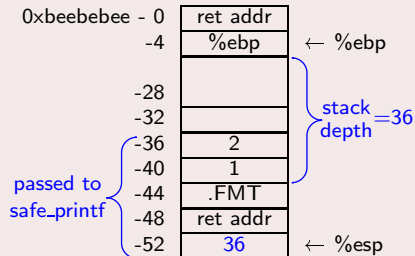 0xbeebebee - 0 ret addr
-4 %ebp ← %ebp
-28
-32
stack
depth =36
-36 2
-40 1
passed to
safe_printf
-44 .FMT
-48 ret addr
-52 36 ← %esp